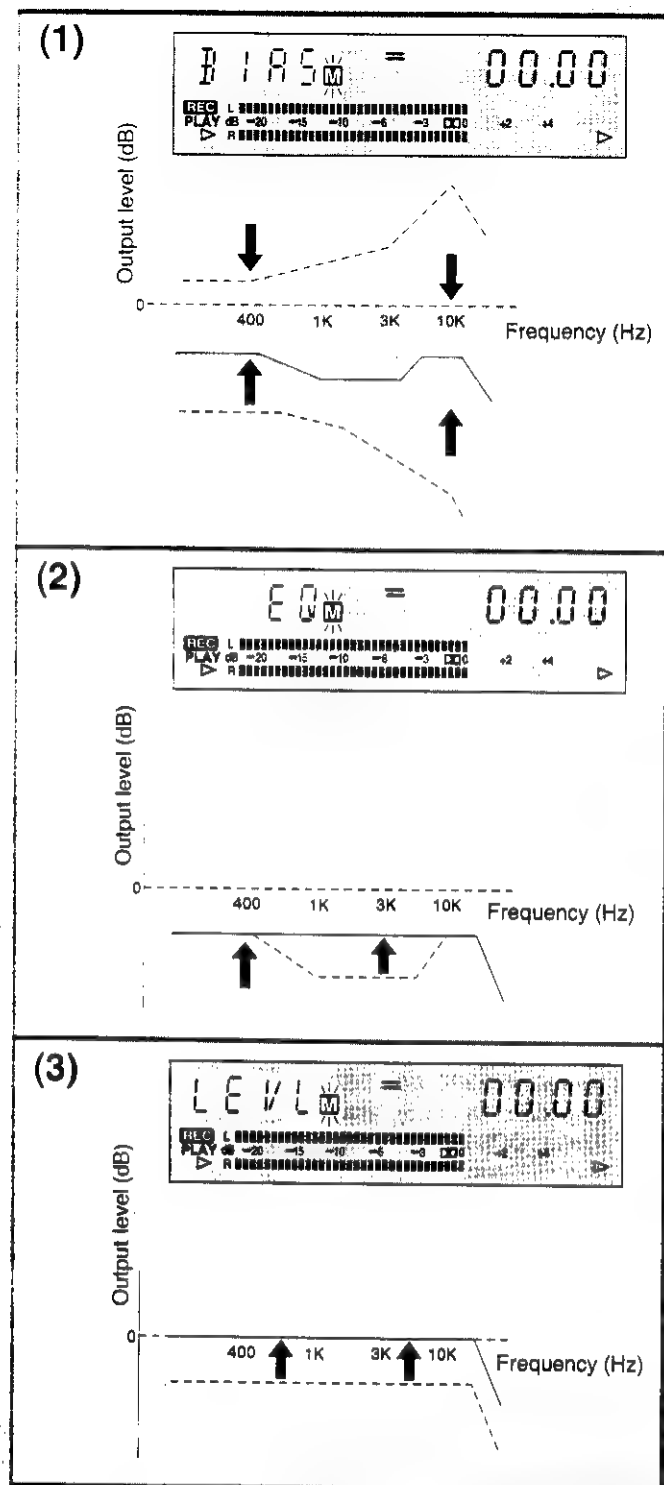 (1)
BIAS M = 00.00
REC L
PLAY dB -20 -15 -10 -6 -3 0 +2 +4
R
Output level (dB)
0
400 1K 3K 10K Frequency (Hz)
(2)
EQ M = 00.00
REC L
PLAY dB -20 -15 -10 -6 -3 0 +2 +4
R
Output level (dB)
0
400 1K 3K 10K Frequency (Hz)
(3)
LEVL M = 00.00
REC L
PLAY dB -20 -15 -10 -6 -3 0 +2 +4
R
Output level (dB)
0
400 1K 3K 10K Frequency (Hz)